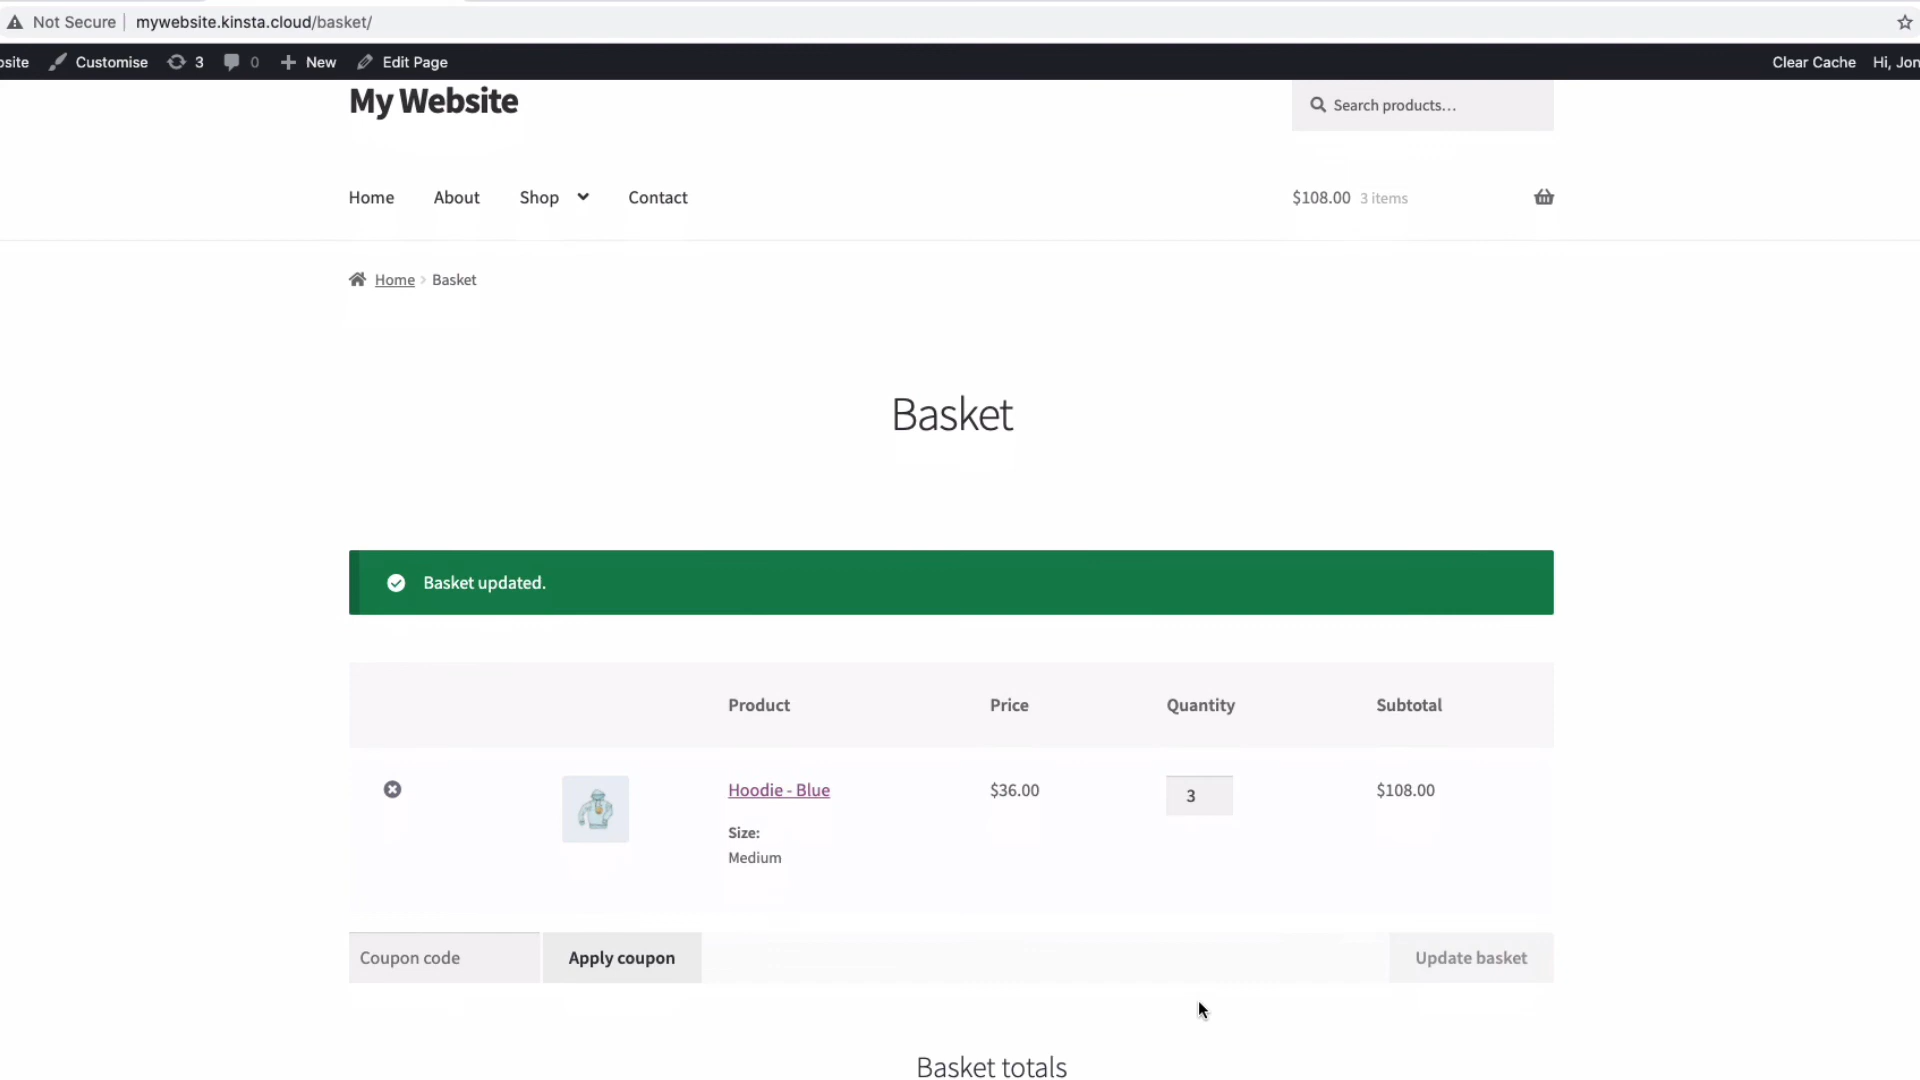 Not Secure mywebsite.kinsta.cloud/basket/
osite Customise 3 0 New Edit Page Clear Cache Hi, Jon
My Website
Search products…
Home About Shop Contact $108.00 3 items
Home › Basket
Basket
Basket updated.
Product Price Quantity Subtotal
Hoodie - Blue $36.00 3 $108.00
Size:
Medium
Coupon code Apply coupon Update basket
Basket totals